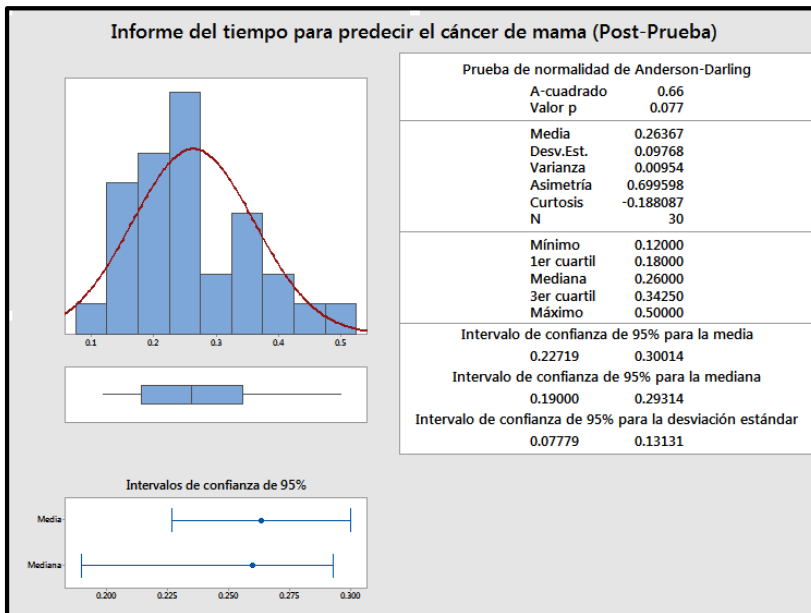 Informe del tiempo para predecir el cáncer de mama (Post-Prueba)
0.1 0.2 0.3 0.4 0.5
Prueba de normalidad de Anderson-Darling
A-cuadrado 0.66
Valor p 0.077
Media 0.26367
Desv.Est. 0.09768
Varianza 0.00954
Asimetría 0.699598
Curtosis -0.188087
N 30
Mínimo 0.12000
1er cuartil 0.18000
Mediana 0.26000
3er cuartil 0.34250
Máximo 0.50000
Intervalo de confianza de 95% para la media
0.22719 0.30014
Intervalo de confianza de 95% para la mediana
0.19000 0.29314
Intervalo de confianza de 95% para la desviación estándar
0.07779 0.13131
Intervalos de confianza de 95%
Media
Mediana
0.200 0.225 0.250 0.275 0.300